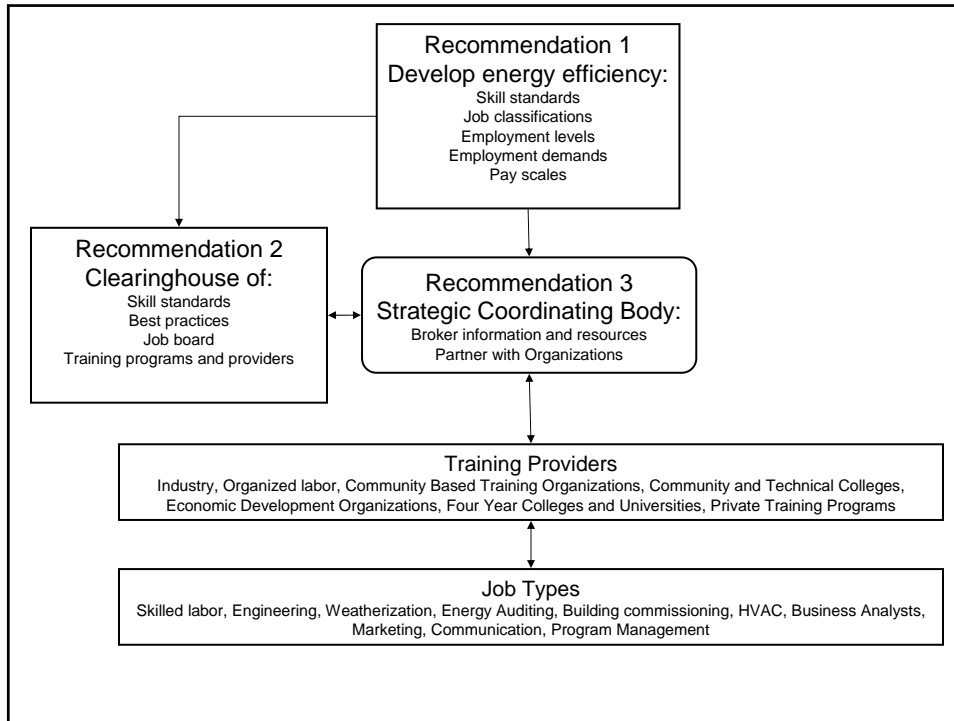 Recommendation 1
Develop energy efficiency:
Skill standards
Job classifications
Employment levels
Employment demands
Pay scales
Recommendation 2
Clearinghouse of:
Skill standards
Best practices
Job board
Training programs and providers
Recommendation 3
Strategic Coordinating Body:
Broker information and resources
Partner with Organizations
Training Providers
Industry, Organized labor, Community Based Training Organizations, Community and Technical Colleges,
Economic Development Organizations, Four Year Colleges and Universities, Private Training Programs
Job Types
Skilled labor, Engineering, Weatherization, Energy Auditing, Building commissioning, HVAC, Business Analysts,
Marketing, Communication, Program Management